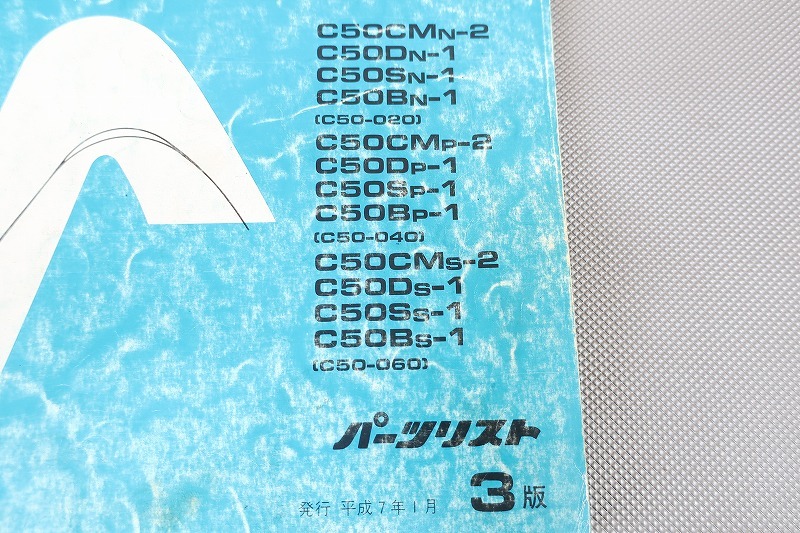 C50CMN-2
C50DN-1
C50SN-1
C50BN-1
(C50-020)
C50CMP-2
C50DP-1
C50SP-1
C50BP-1
(C50-040)
C50CMS-2
C50DS-1
C50SS-1
C50BS-1
(C50-060)
パーツリスト
発行 平成7年1月 3版